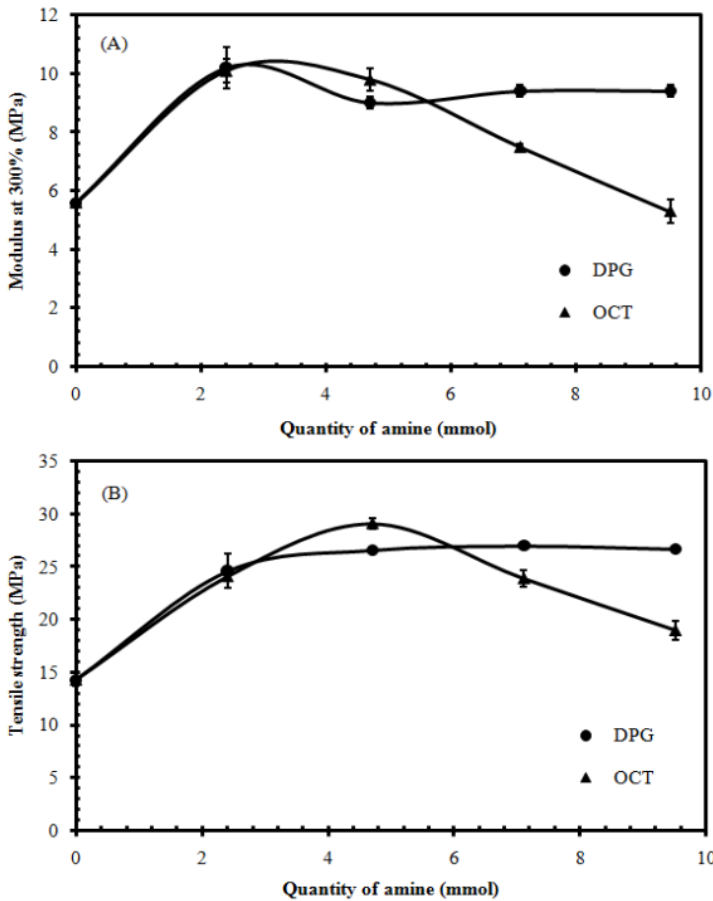 12
(A)
10
8
6
4
2
0
Modulus at 300% (MPa)
DPG
OCT
0 2 4 6 8 10
Quantity of amine (mmol)
35
(B)
30
25
20
15
10
5
0
Tensile strength (MPa)
DPG
OCT
0 2 4 6 8 10
Quantity of amine (mmol)